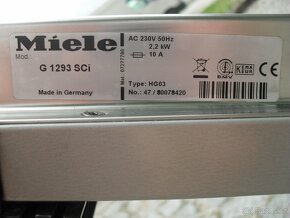 Miele
AC 230V 50Hz
2,2 kW
10 A
Mod.
G 1293 SCi
Type: HG03
Made in Germany
No.: 47 / 80078420